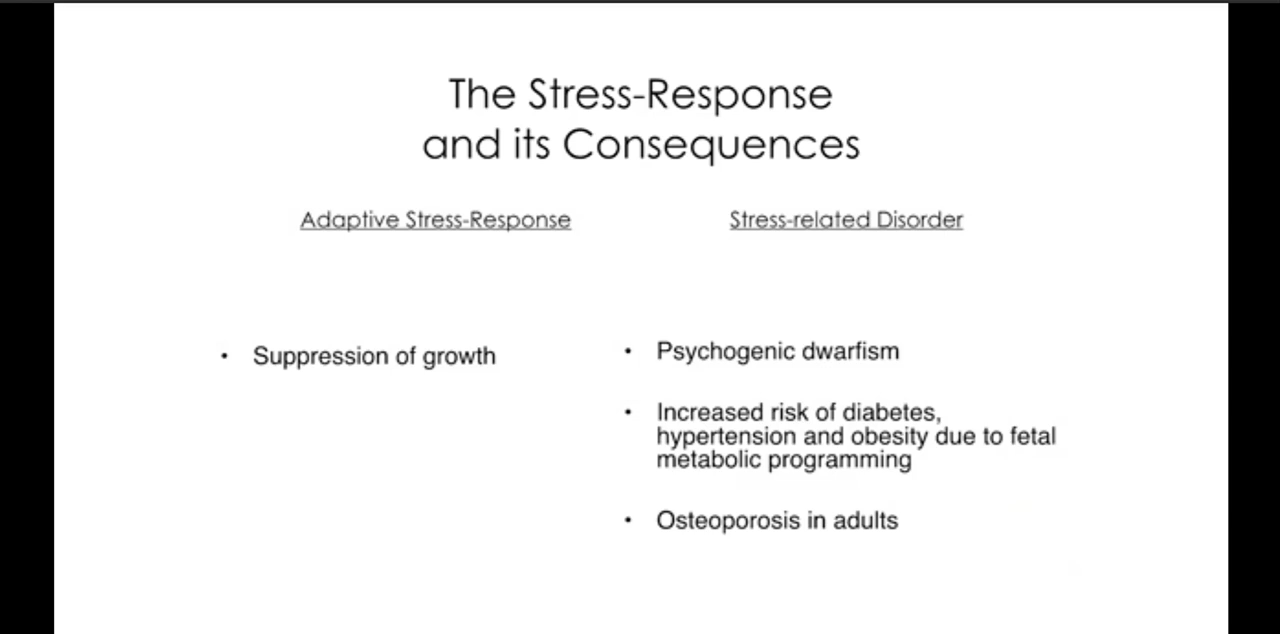 The Stress-Response
and its Consequences
Adaptive Stress-Response
Stress-related Disorder
• Suppression of growth
• Psychogenic dwarfism
• Increased risk of diabetes,
hypertension and obesity due to fetal
metabolic programming
• Osteoporosis in adults